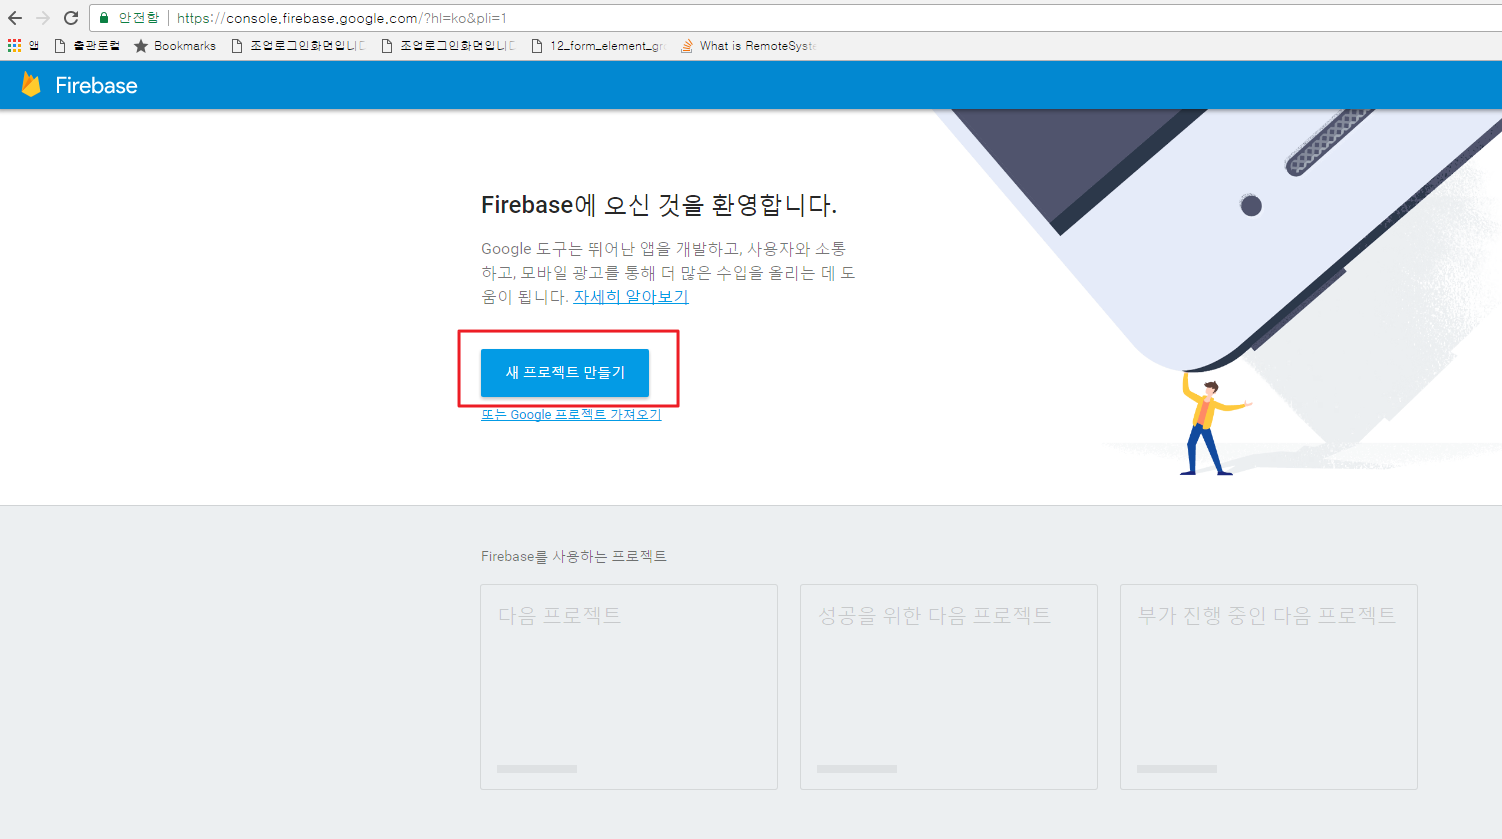 안전함 https://console.firebase.google.com/?hl=ko&pli=1
앱 출관로컬 Bookmarks 조업로그인화면입니 조업로그인화면입니 12_form_element_gr What is RemoteSyst
Firebase
Firebase에 오신 것을 환영합니다.
Google 도구는 뛰어난 앱을 개발하고, 사용자와 소통
하고, 모바일 광고를 통해 더 많은 수입을 올리는 데 도
움이 됩니다. 자세히 알아보기
새 프로젝트 만들기
또는 Google 프로젝트 가져오기
Firebase를 사용하는 프로젝트
다음 프로젝트
성공을 위한 다음 프로젝트
부가 진행 중인 다음 프로젝트